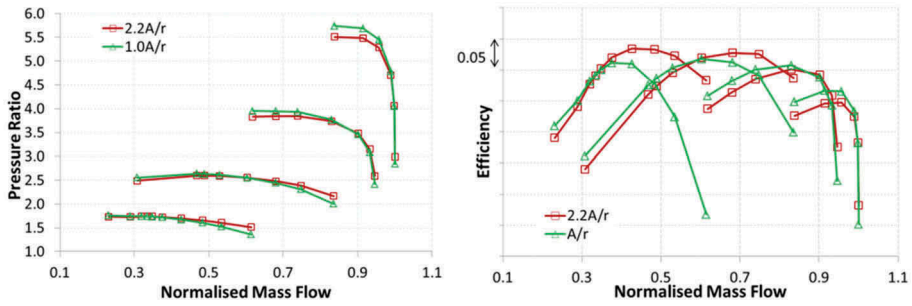 Pressure Ratio
6.0
5.5
5.0
4.5
4.0
3.5
3.0
2.5
2.0
1.5
1.0
2.2A/r
1.0A/r
0.1 0.3 0.5 0.7 0.9 1.1
Normalised Mass Flow
0.05
Efficiency
2.2A/r
A/r
0.1 0.3 0.5 0.7 0.9 1.1
Normalised Mass Flow